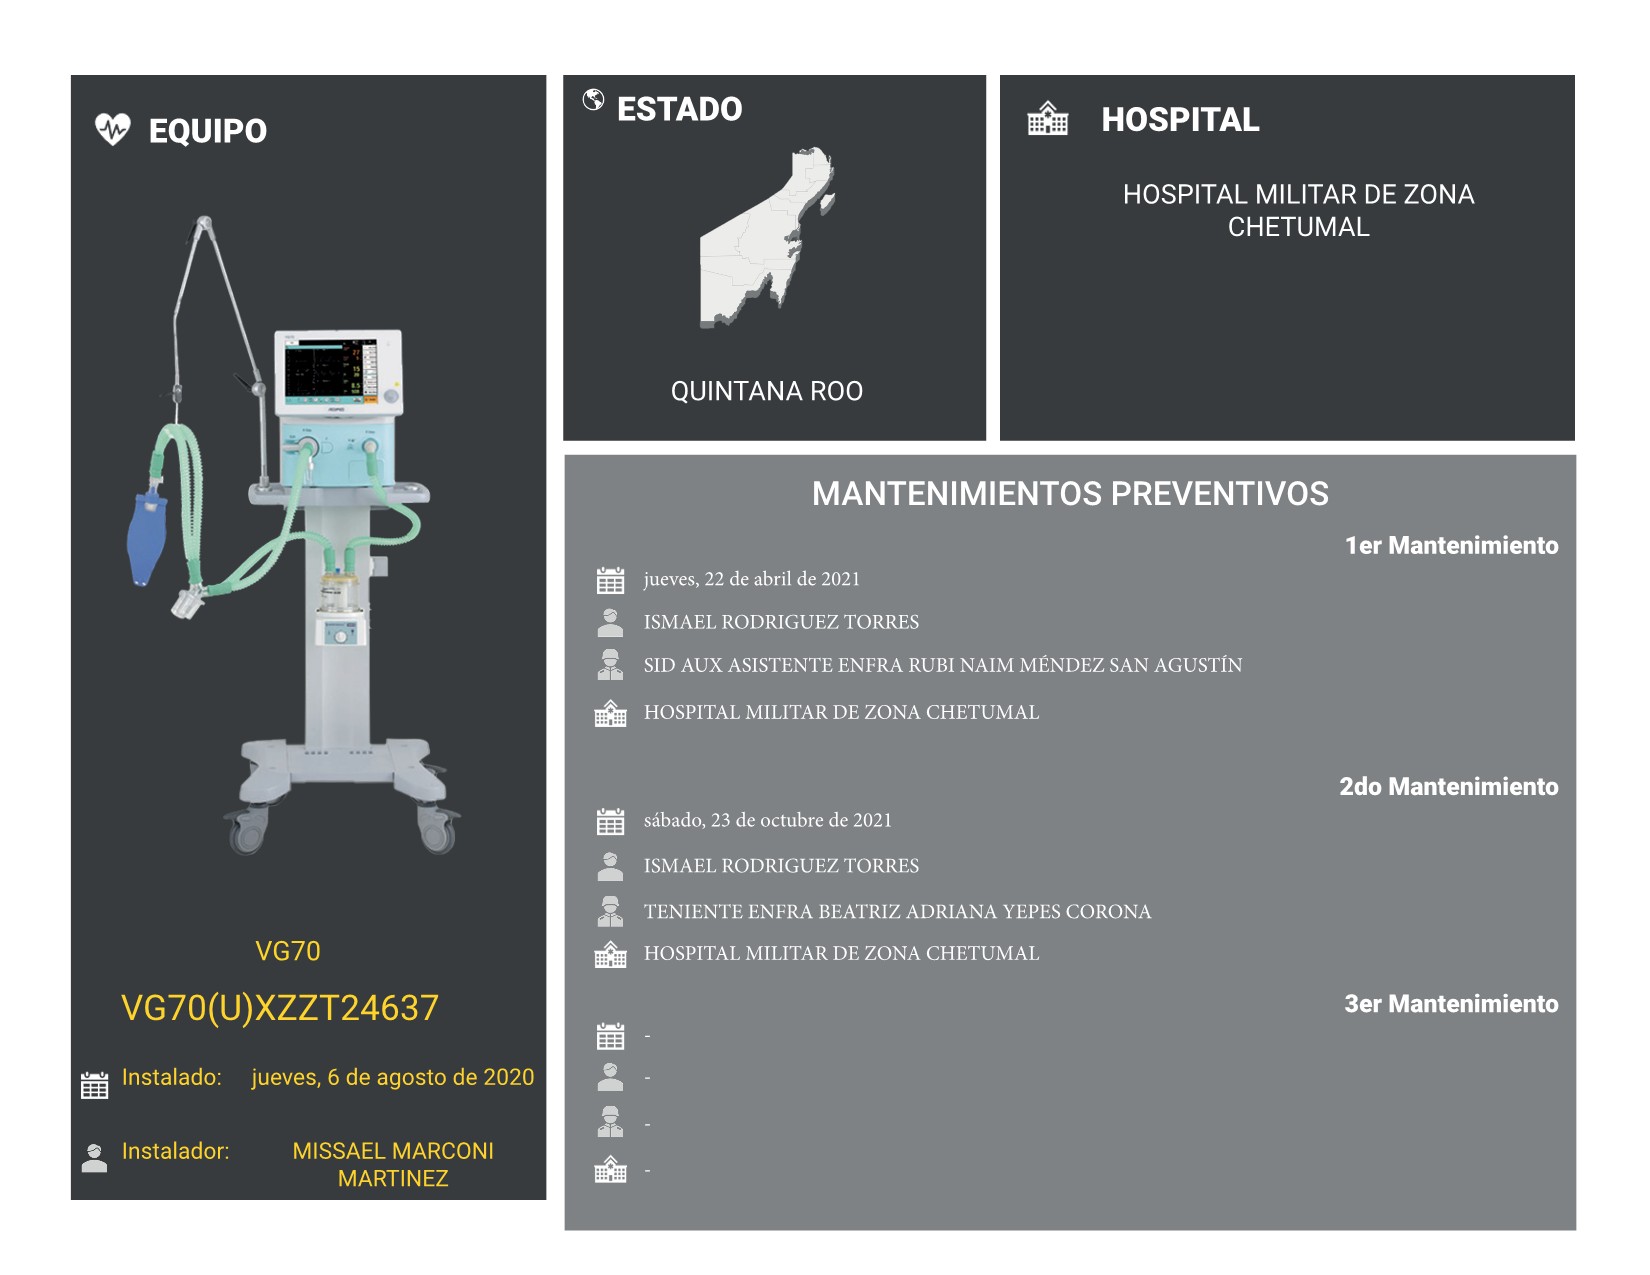 EQUIPO
VG70
VG70(U)XZZT24637
Instalado: jueves, 6 de agosto de 2020
Instalador: MISSAEL MARCONI
MARTINEZ
ESTADO
QUINTANA ROO
HOSPITAL
HOSPITAL MILITAR DE ZONA
CHETUMAL
MANTENIMIENTOS PREVENTIVOS
1er Mantenimiento
jueves, 22 de abril de 2021
ISMAEL RODRIGUEZ TORRES
SID AUX ASISTENTE ENFRA RUBI NAIM MÉNDEZ SAN AGUSTÍN
HOSPITAL MILITAR DE ZONA CHETUMAL
2do Mantenimiento
sábado, 23 de octubre de 2021
ISMAEL RODRIGUEZ TORRES
TENIENTE ENFRA BEATRIZ ADRIANA YEPES CORONA
HOSPITAL MILITAR DE ZONA CHETUMAL
3er Mantenimiento
-
-
-
-